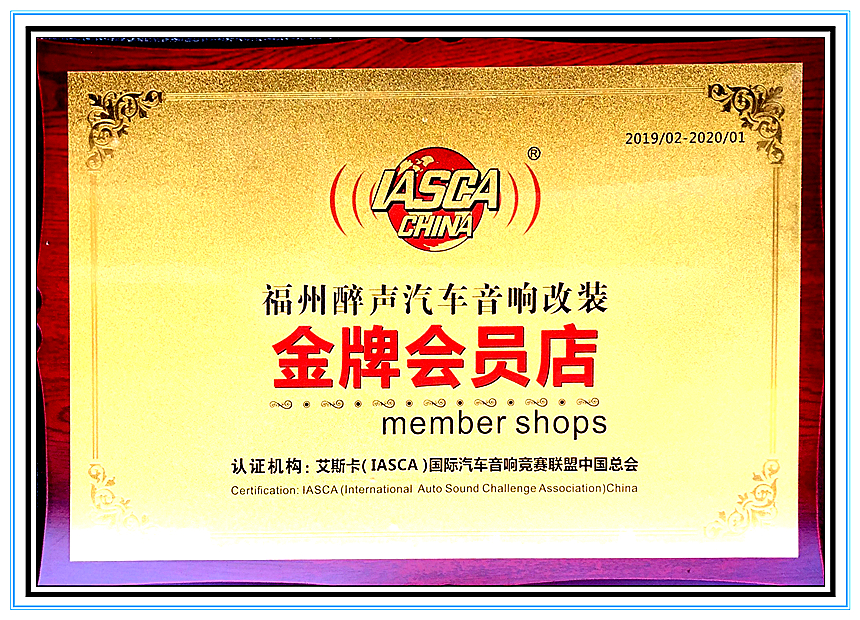 2019/02-2020/01
IASCA ®
CHINA
福州醉声汽车音响改装
金牌会员店
member shops
认证机构：艾斯卡(IASCA)国际汽车音响竞赛联盟中国总会
Certification: IASCA(International Auto Sound Challenge Association)China